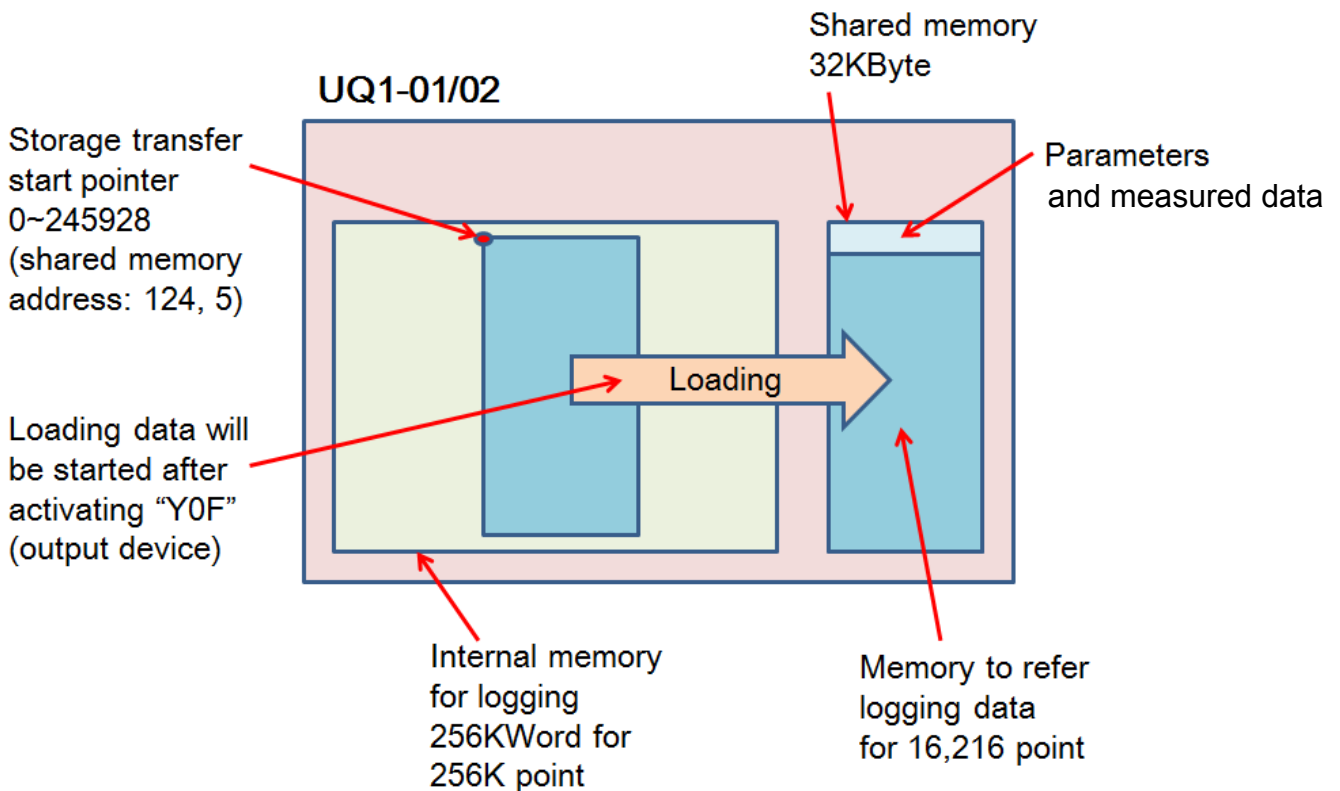 Shared memory
32KByte
UQ1-01/02
Storage transfer
start pointer
0~245928
(shared memory
address: 124, 5)
Parameters
and measured data
Loading
Loading data will
be started after
activating “Y0F”
(output device)
Internal memory
for logging
256KWord for
256K point
Memory to refer
logging data
for 16,216 point